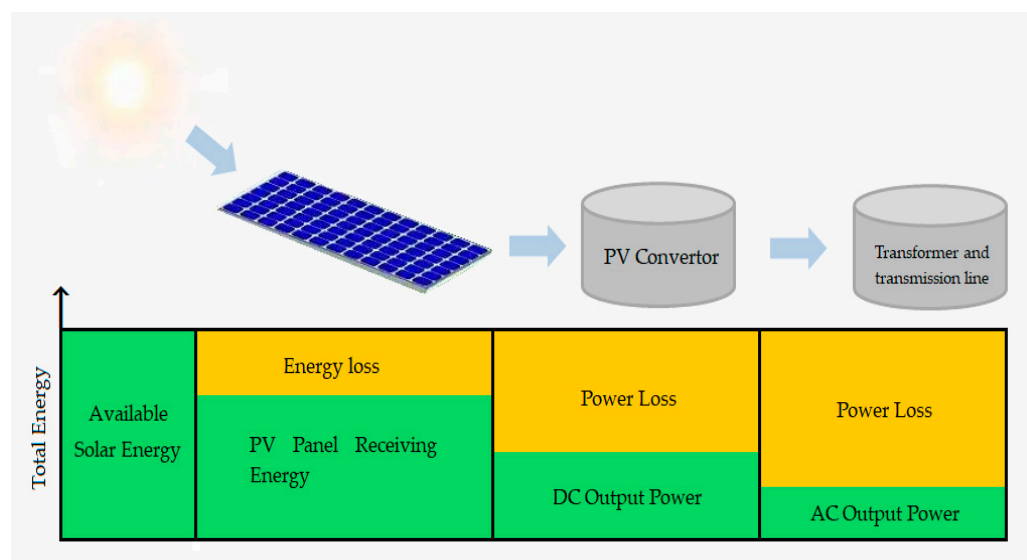 PV Convertor
Transformer and
transmission line
Total Energy
Available
Solar Energy
Energy loss
PV Panel Receiving
Energy
Power Loss
DC Output Power
Power Loss
AC Output Power